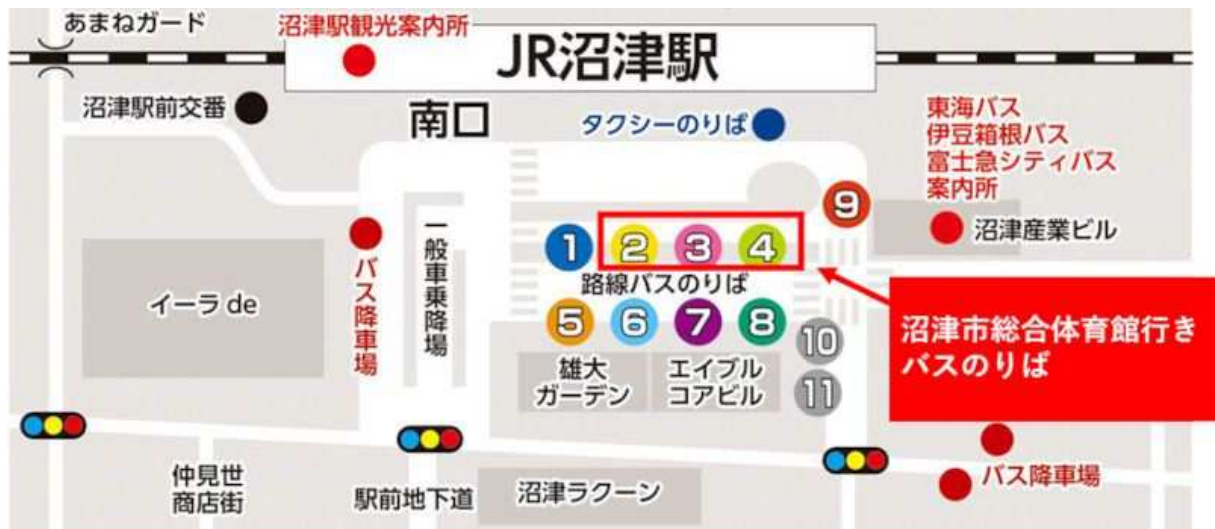 あまねガード
沼津駅観光案内所
JR沼津駅
沼津駅前交番
南口
タクシーのりば
東海バス
伊豆箱根バス
富士急シティバス
案内所
沼津産業ビル
9
1
2
3
4
路線バスのりば
5
6
7
8
10
11
イーラ de
バス降車場
一般車乗降場
雄大
ガーデン
エイブル
コアビル
沼津市総合体育館行き
バスのりば
仲見世
商店街
駅前地下道
沼津ラクーン
バス降車場